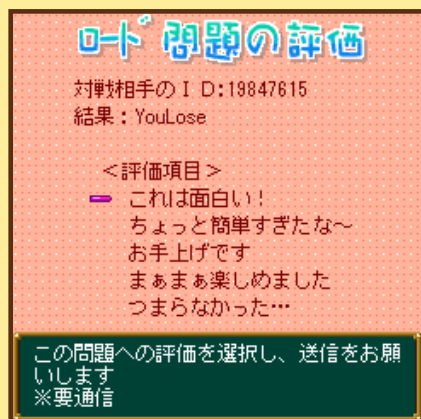 ロード問題の評価
対戦相手のＩＤ:19847615
結果：YouLose
＜評価項目＞
これは面白い！
ちょっと簡単すぎたな～
お手上げです
まぁまぁ楽しめました
つまらなかった…
この問題への評価を選択し、送信をお願
いします
※要通信